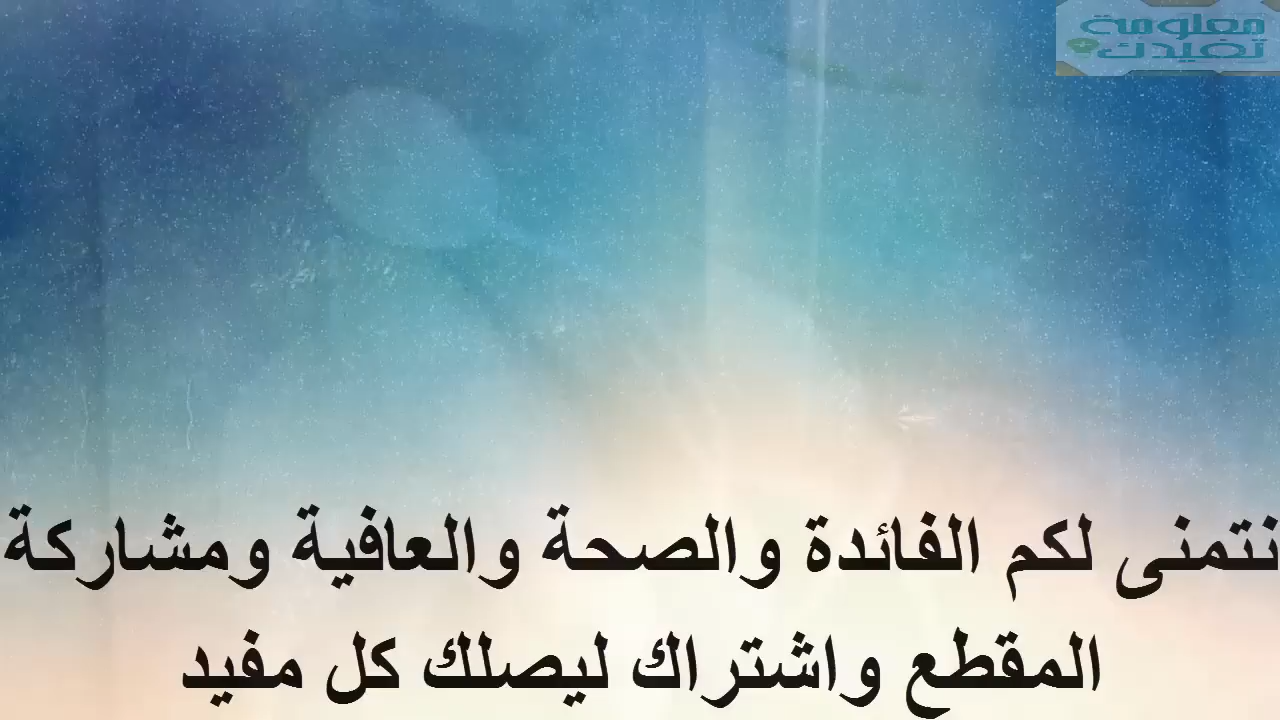 معلومة
تفيدك
نتمنى لكم الفائدة والصحة والعافية ومشاركة
المقطع واشتراك ليصلك كل مفيد